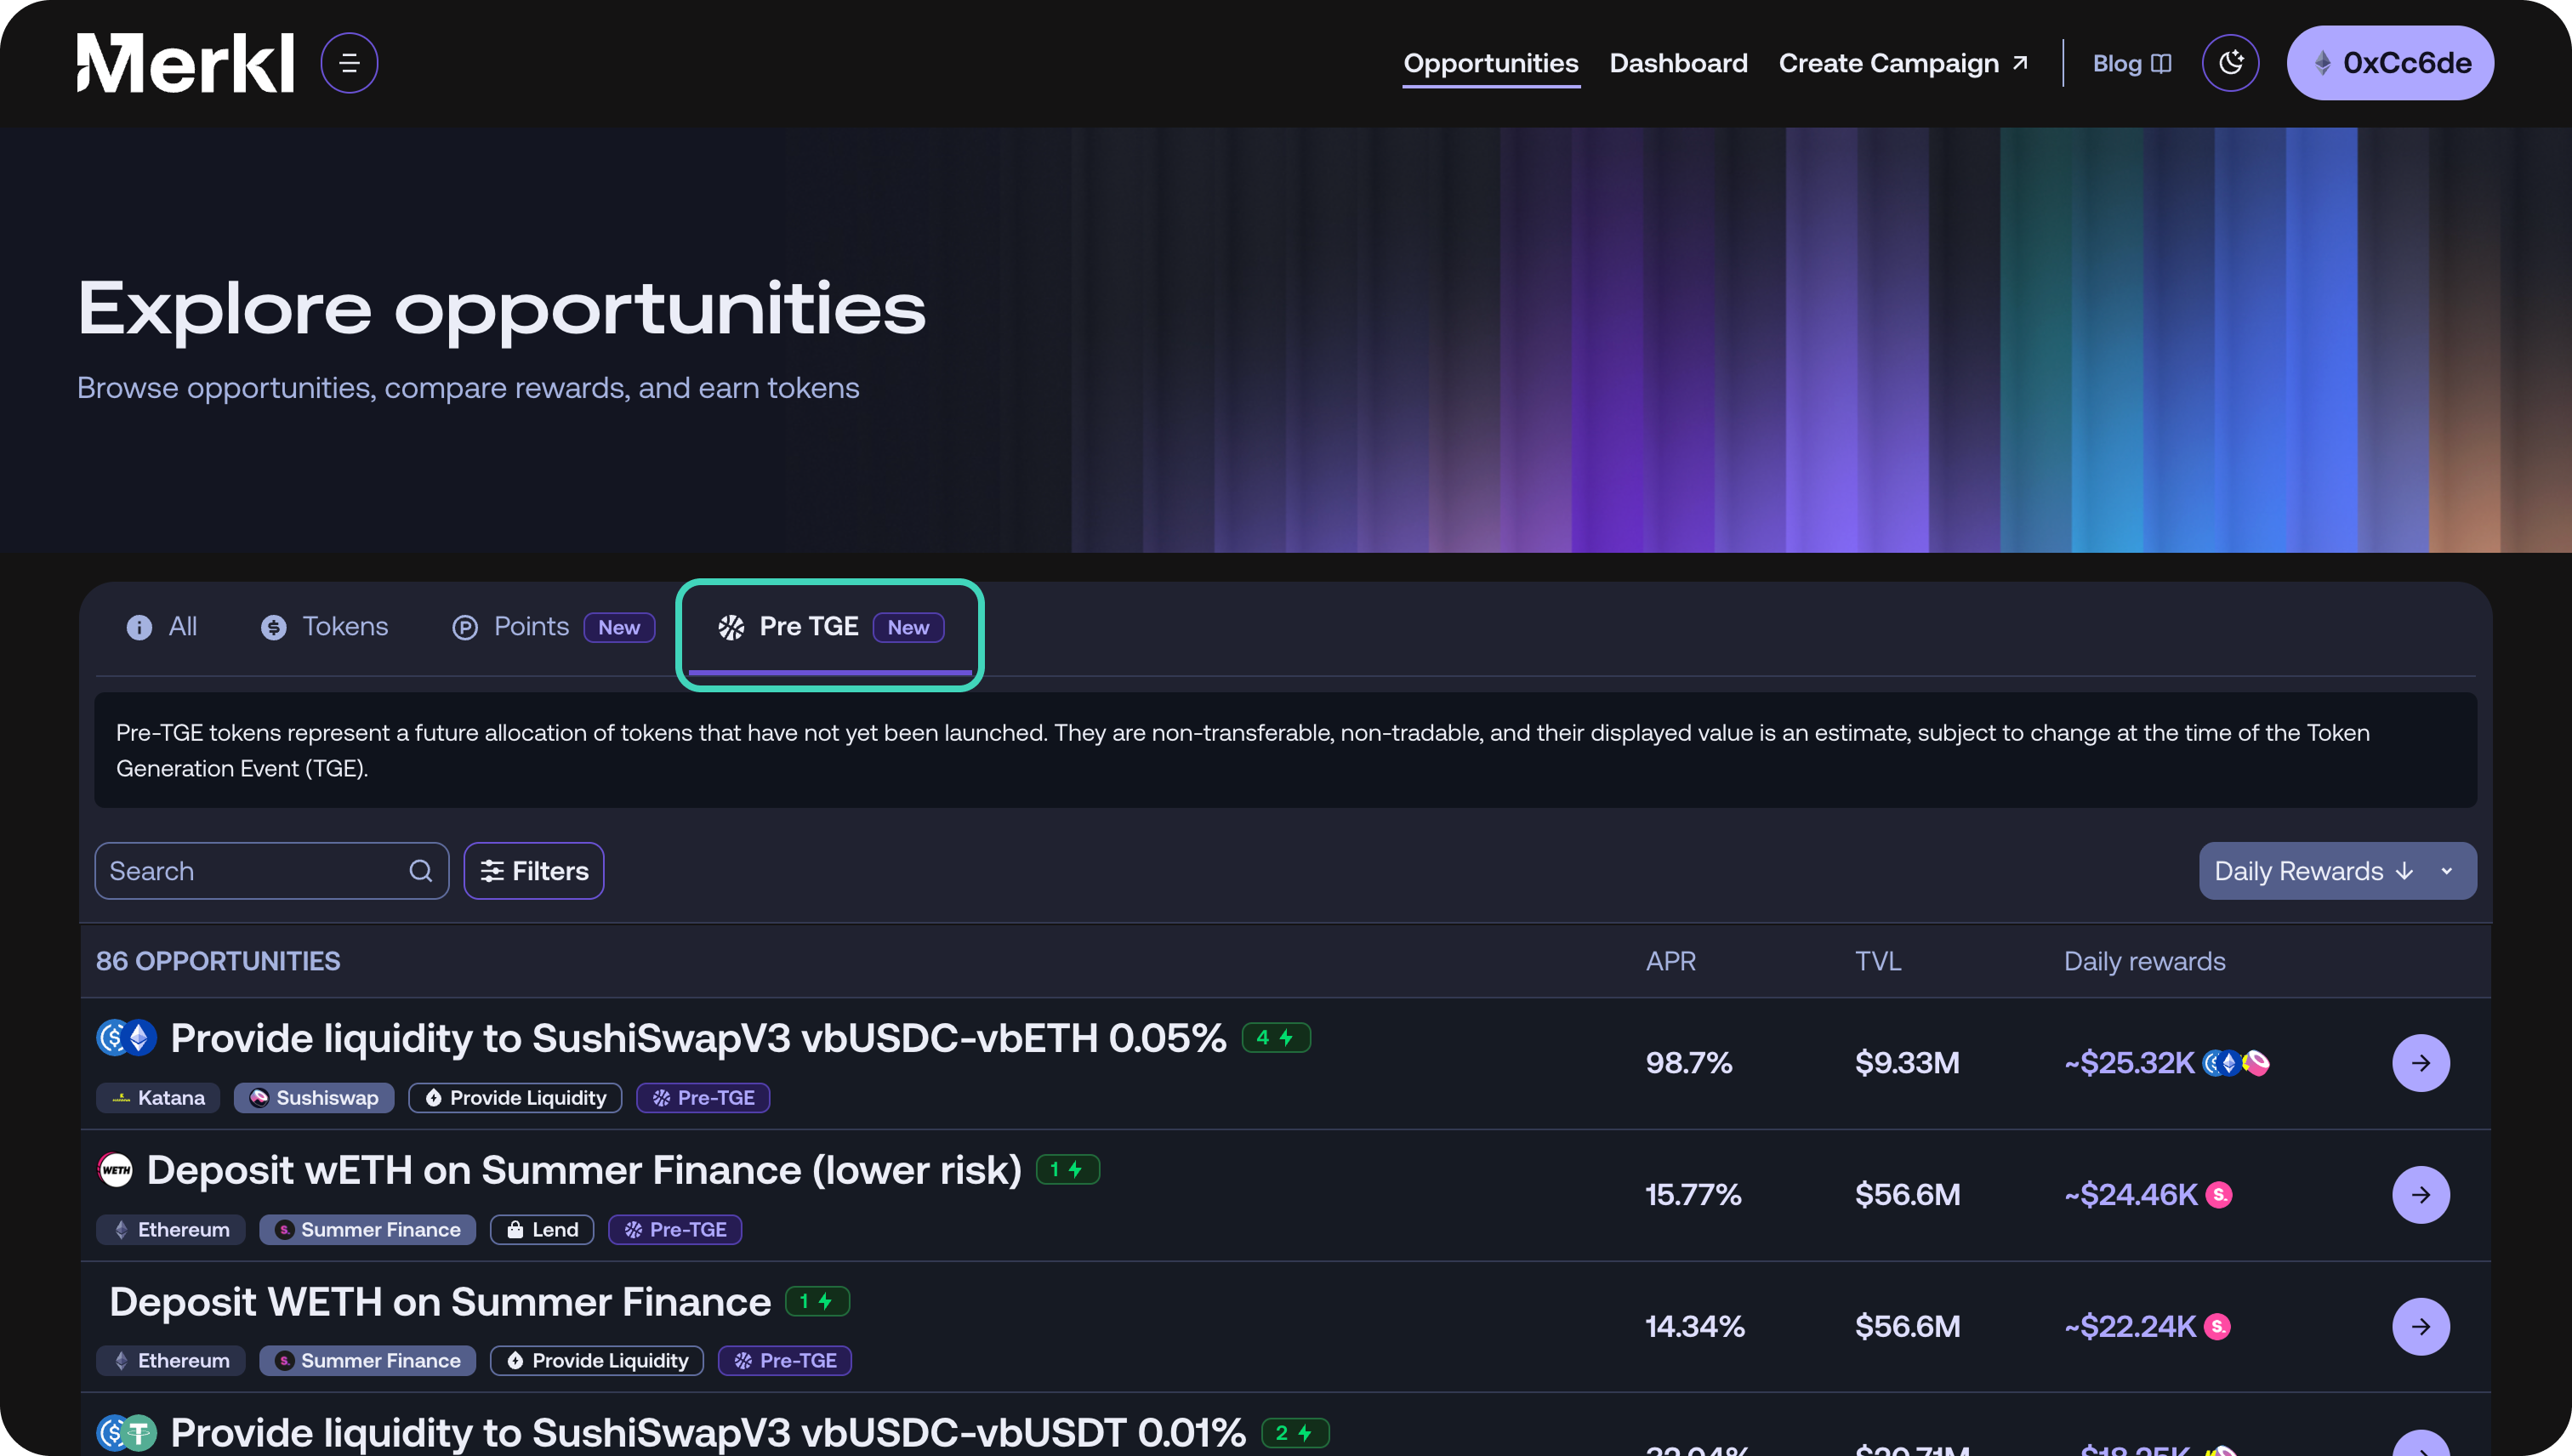 Merkl
Opportunities Dashboard Create Campaign Blog 0xCc6de
Explore opportunities
Browse opportunities, compare rewards, and earn tokens
All Tokens Points New Pre TGE New
Pre-TGE tokens represent a future allocation of tokens that have not yet been launched. They are non-transferable, non-tradable, and their displayed value is an estimate, subject to change at the time of the Token
Generation Event (TGE).
Search Filters Daily Rewards
86 OPPORTUNITIES APR TVL Daily rewards
Provide liquidity to SushiSwapV3 vbUSDC-vbETH 0.05% 4
98.7% $9.33M ~$25.32K
Katana Sushiswap Provide Liquidity Pre-TGE
WETH Deposit wETH on Summer Finance (lower risk) 1
15.77% $56.6M ~$24.46K S.
Ethereum S. Summer Finance Lend Pre-TGE
Deposit WETH on Summer Finance 1
14.34% $56.6M ~$22.24K S.
Ethereum S. Summer Finance Provide Liquidity Pre-TGE
Provide liquidity to SushiSwapV3 vbUSDC-vbUSDT 0.01% 2